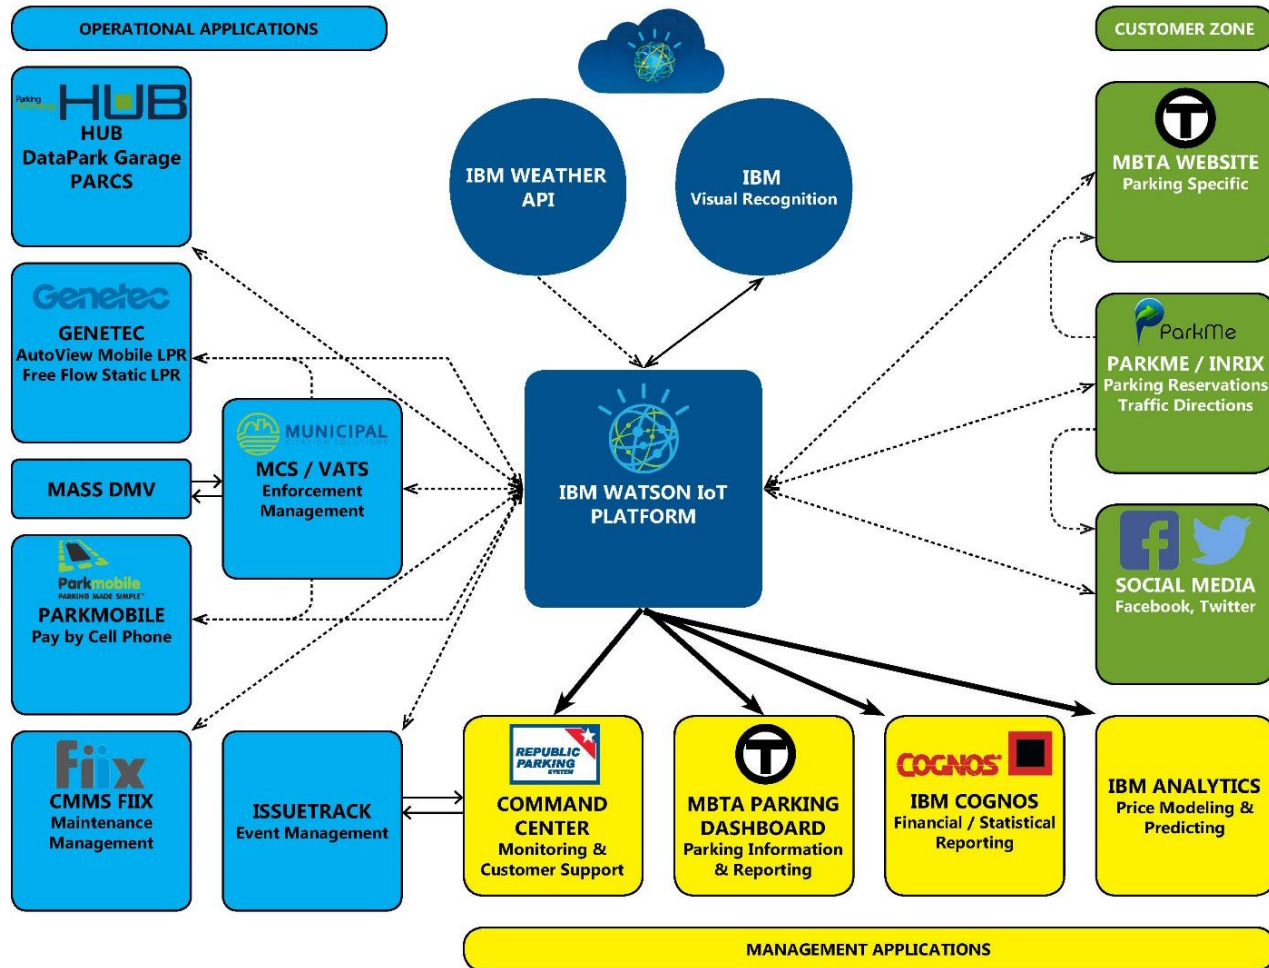 OPERATIONAL APPLICATIONS
CUSTOMER ZONE
Parking
HUB
HUB
DataPark Garage
PARCS
IBM WEATHER
API
IBM
Visual Recognition
MBTA WEBSITE
Parking Specific
Genetec
GENETEC
AutoView Mobile LPR
Free Flow Static LPR
MUNICIPAL
CITATION SOLUTIONS
MCS / VATS
Enforcement
Management
MASS DMV
IBM WATSON IoT
PLATFORM
ParkMe
PARKME / INRIX
Parking Reservations
Traffic Directions
Parkmobile
PARKING MADE SIMPLE™
PARKMOBILE
Pay by Cell Phone
SOCIAL MEDIA
Facebook, Twitter
fiix
CMMS FIIX
Maintenance
Management
ISSUETRACK
Event Management
REPUBLIC
PARKING
SYSTEM
COMMAND
CENTER
Monitoring &
Customer Support
T
MBTA PARKING
DASHBOARD
Parking Information
& Reporting
COGNOS®
IBM COGNOS
Financial / Statistical
Reporting
IBM ANALYTICS
Price Modeling &
Predicting
MANAGEMENT APPLICATIONS